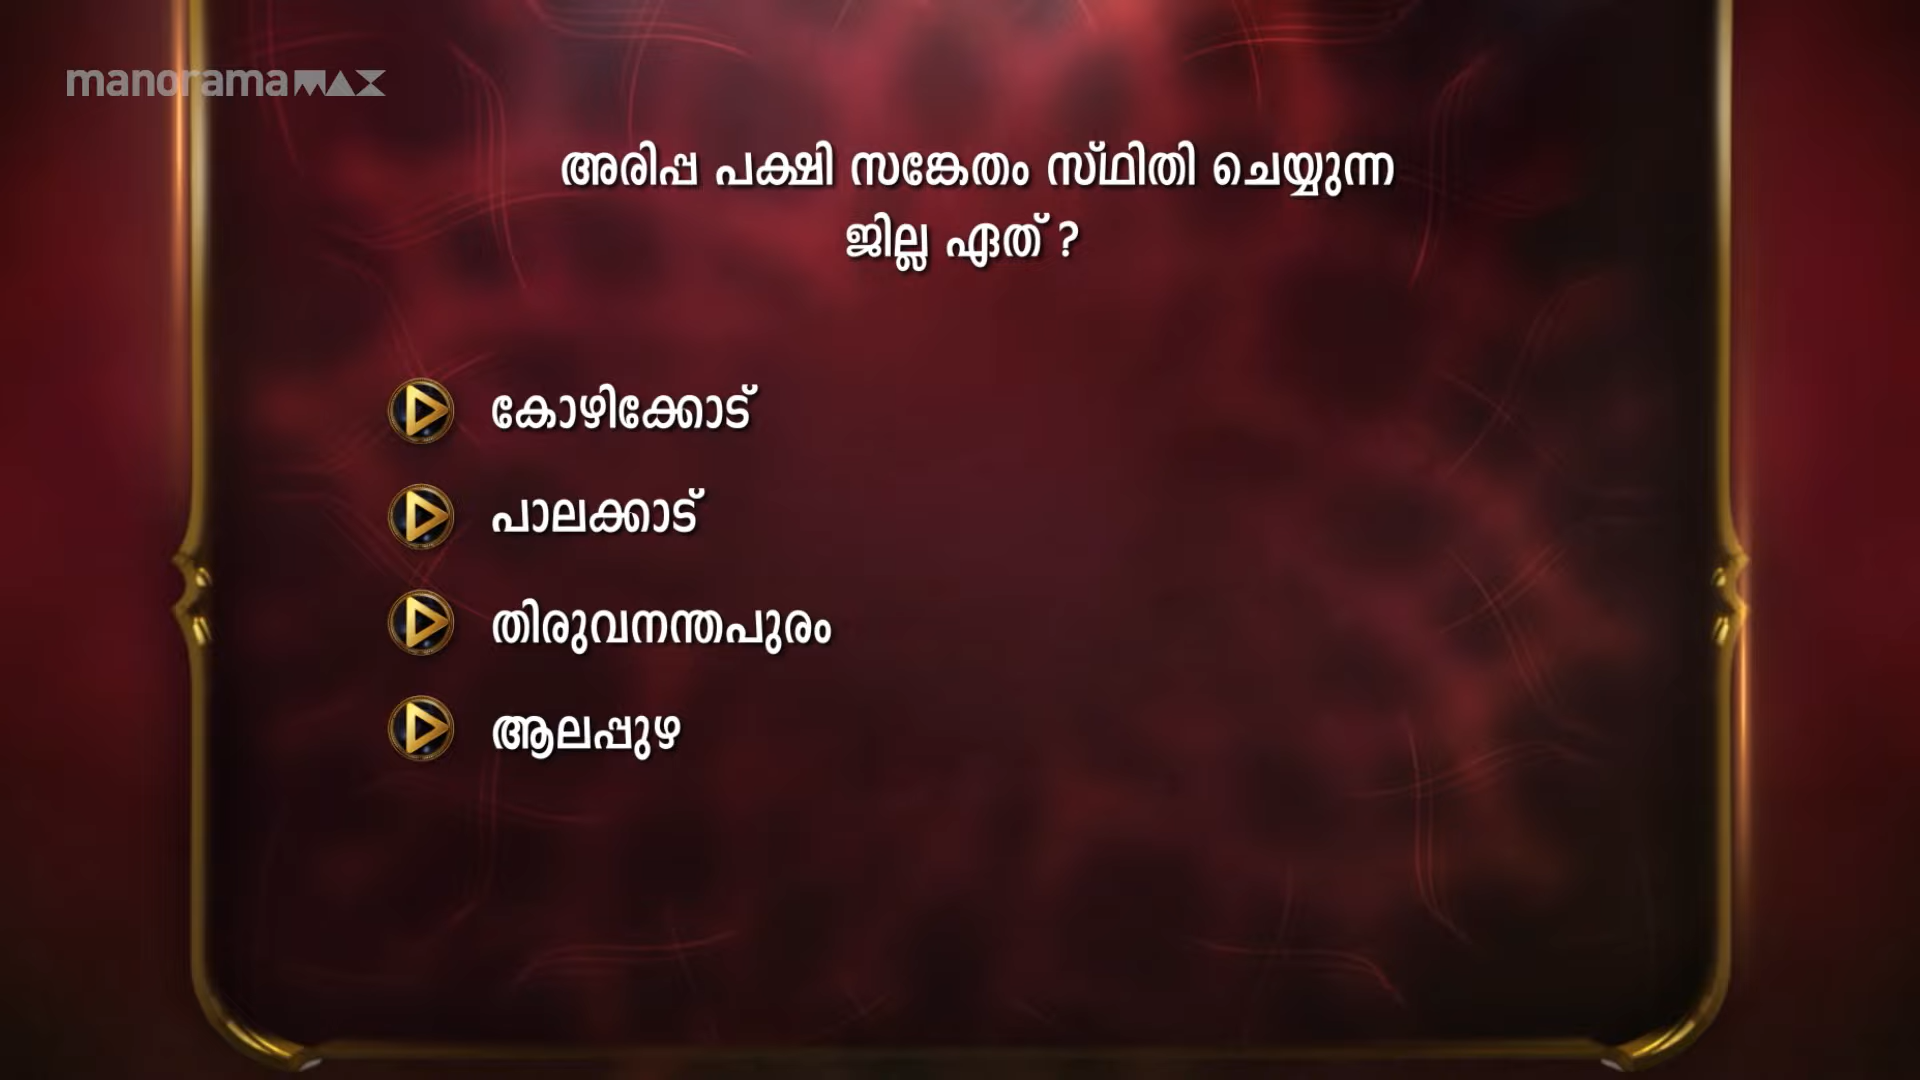 manoramaMAX
അരിപ്പ പക്ഷി സങ്കേതം സ്ഥിതി ചെയ്യുന്ന
ജില്ല ഏത് ?
കോഴിക്കോട്
പാലക്കാട്
തിരുവനന്തപുരം
ആലപ്പുഴ